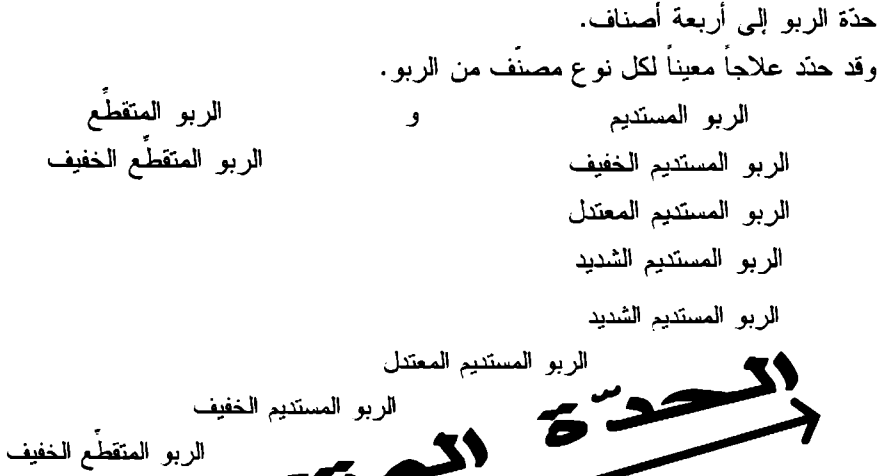 حدّة الربو إلى أربعة أصناف.
وقد حدّد علاجاً معيناً لكل نوع مصنّف من الربو.
الربو المستديم و الربو المتقطّع
الربو المستديم الخفيف الربو المتقطّع الخفيف
الربو المستديم المعتدل
الربو المستديم الشديد
الربو المستديم الشديد
الربو المستديم المعتدل
الربو المستديم الخفيف
الربو المتقطّع الخفيف
الحدّة